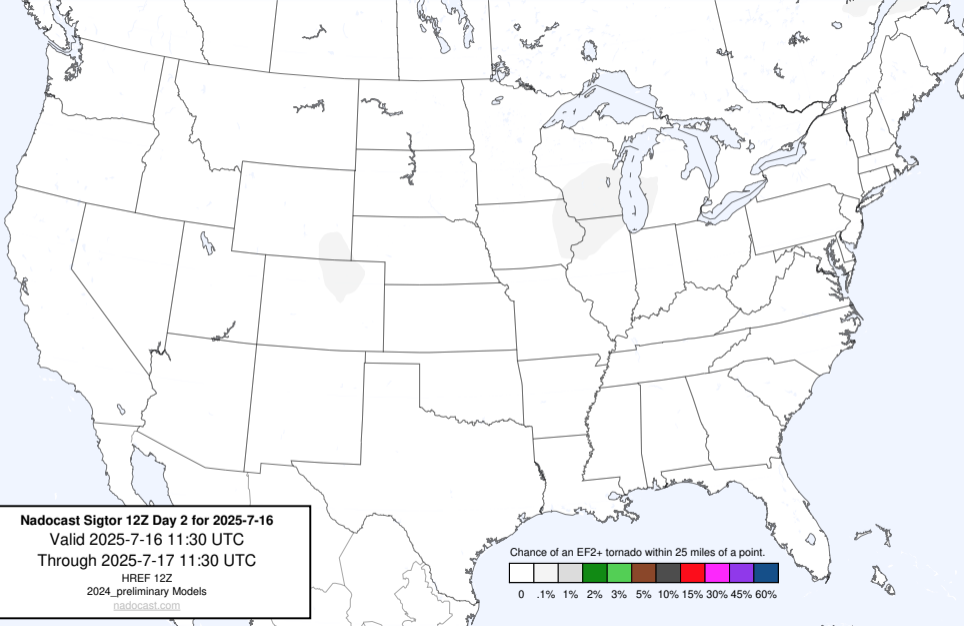 Nadocast Sigtor 12Z Day 2 for 2025-7-16
Valid 2025-7-16 11:30 UTC
Through 2025-7-17 11:30 UTC
HREF 12Z
2024_preliminary Models
nadocast.com
Chance of an EF2+ tornado within 25 miles of a point.
0 .1% 1% 2% 3% 5% 10% 15% 30% 45% 60%